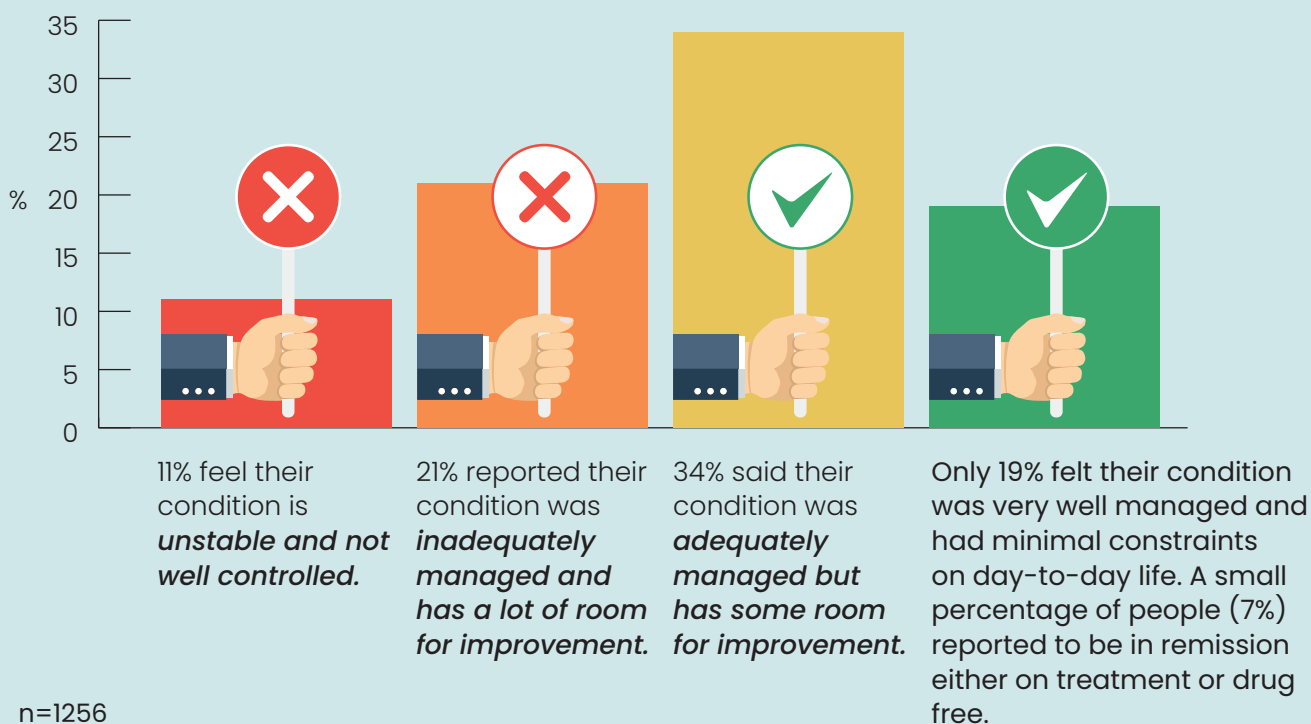 35
30
25
% 20
15
10
5
0
11% feel their
condition is
unstable and not
well controlled.
21% reported their
condition was
inadequately
managed and
has a lot of room
for improvement.
34% said their
condition was
adequately
managed but
has some room
for improvement.
Only 19% felt their condition
was very well managed and
had minimal constraints
on day-to-day life. A small
percentage of people (7%)
reported to be in remission
either on treatment or drug
free.
n=1256